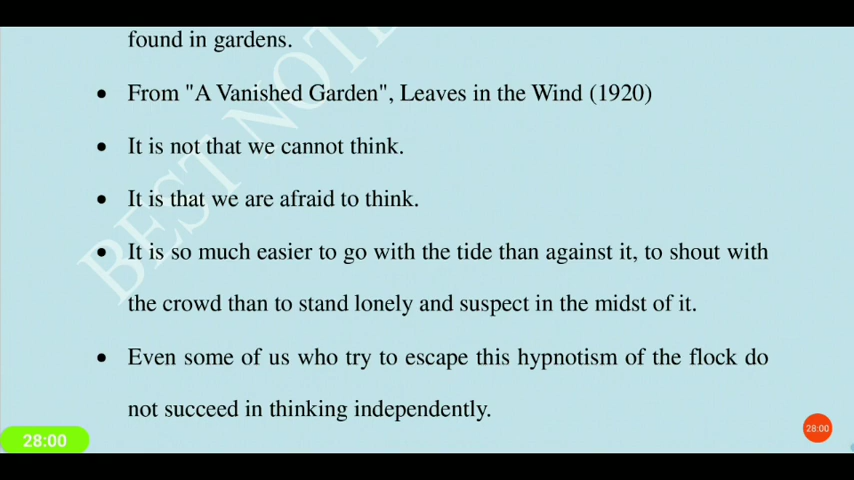 found in gardens.
• From "A Vanished Garden", Leaves in the Wind (1920)
• It is not that we cannot think.
• It is that we are afraid to think.
• It is so much easier to go with the tide than against it, to shout with
the crowd than to stand lonely and suspect in the midst of it.
• Even some of us who try to escape this hypnotism of the flock do
not succeed in thinking independently.
BEST NOTE
28:00
28:00